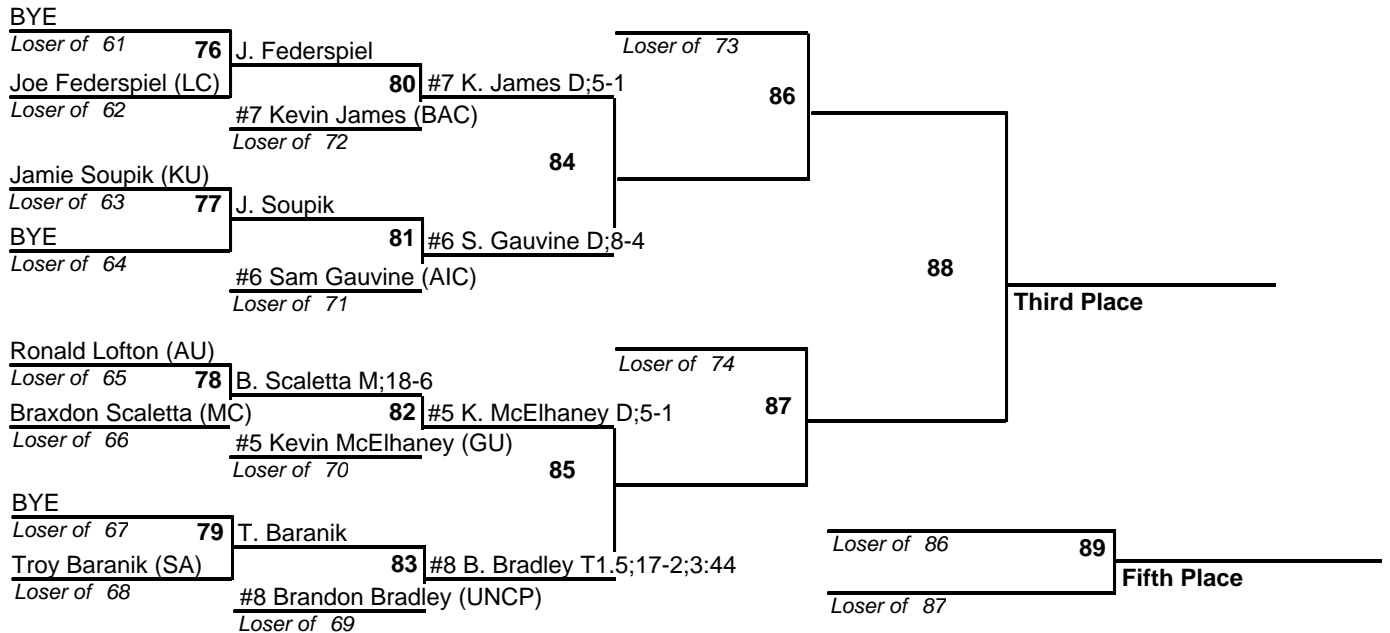 BYE
Loser of 61
76
J. Federspiel
Loser of 73
Joe Federspiel (LC)
Loser of 62
80
#7 K. James D;5-1
86
#7 Kevin James (BAC)
Loser of 72
84
Jamie Soupik (KU)
Loser of 63
77
J. Soupik
BYE
Loser of 64
81
#6 S. Gauvine D;8-4
88
#6 Sam Gauvine (AIC)
Loser of 71
Third Place
Ronald Lofton (AU)
Loser of 65
78
B. Scaletta M;18-6
Loser of 74
Braxdon Scaletta (MC)
Loser of 66
82
#5 K. McElhaney D;5-1
87
#5 Kevin McElhaney (GU)
Loser of 70
85
BYE
Loser of 67
79
T. Baranik
Loser of 86
89
Troy Baranik (SA)
Loser of 68
83
#8 B. Bradley T1.5;17-2;3:44
Fifth Place
#8 Brandon Bradley (UNCP)
Loser of 69
Loser of 87